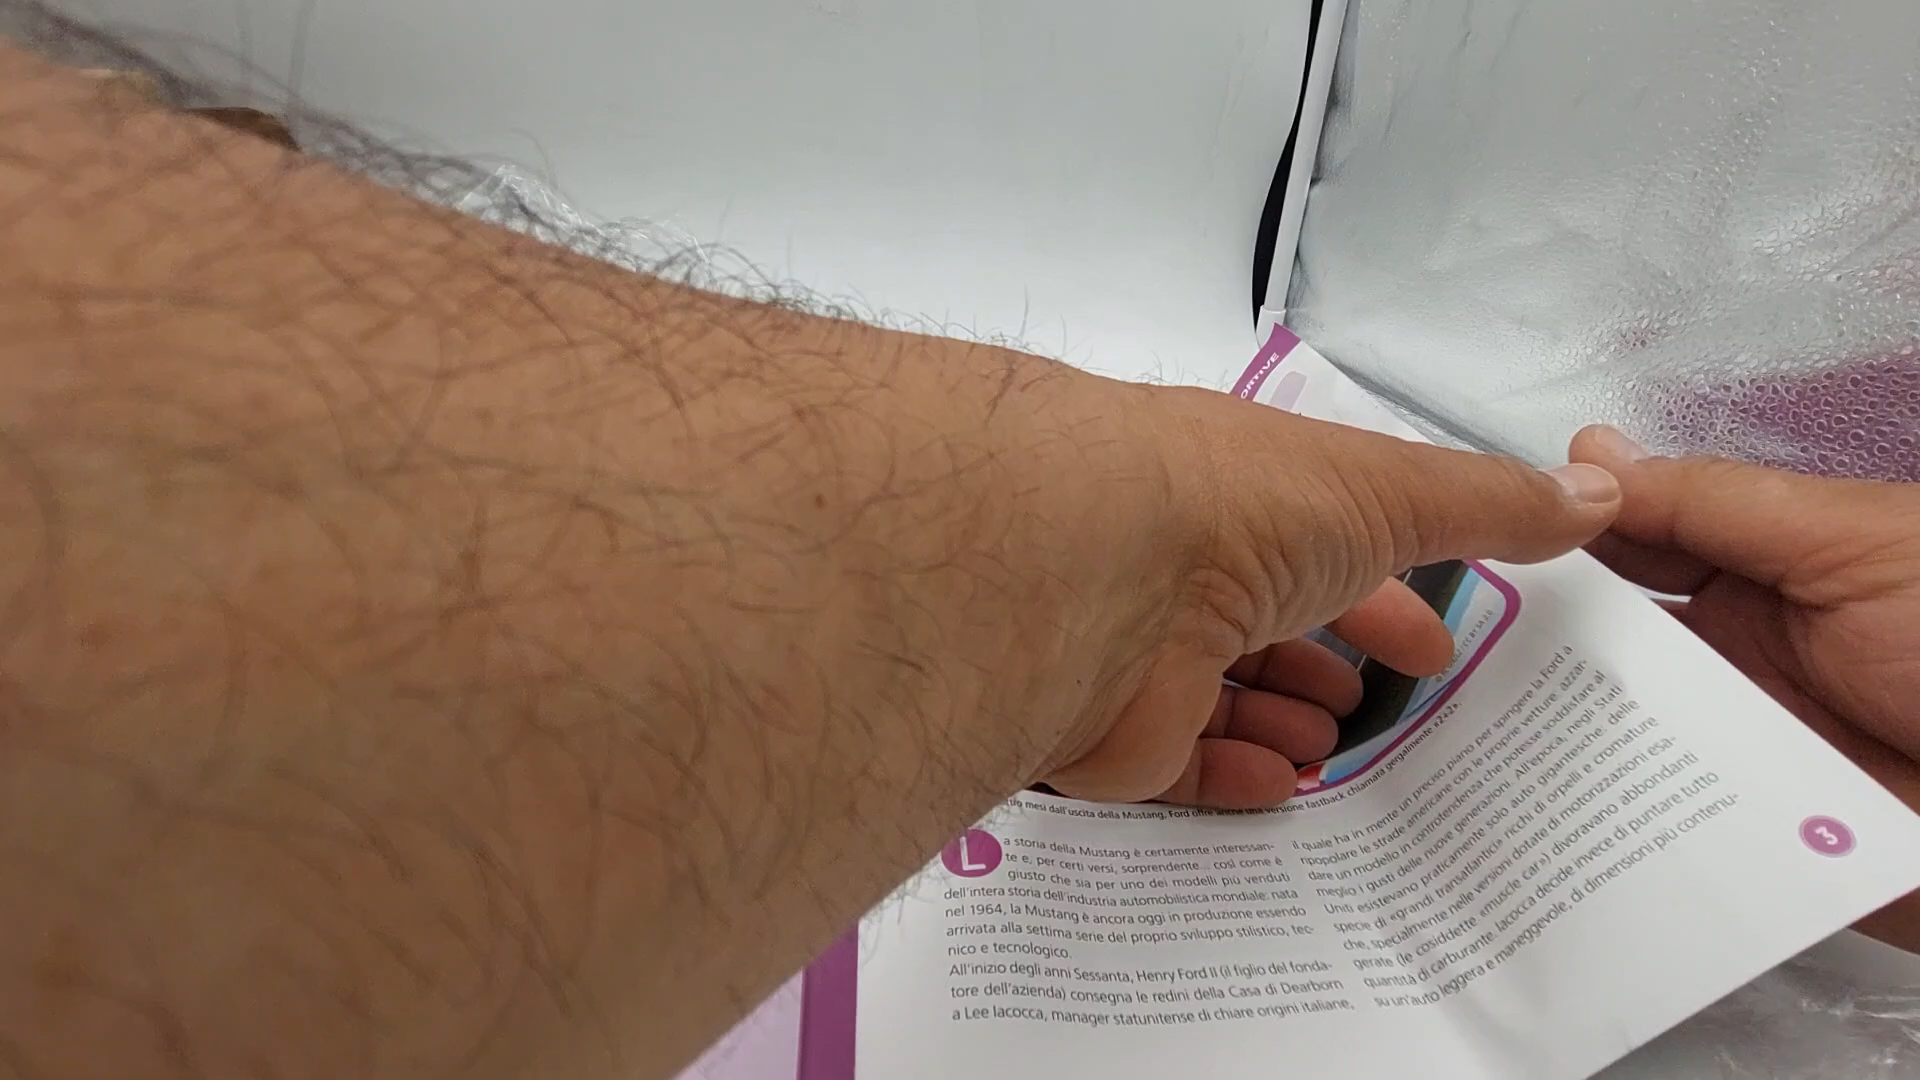 ORTIVE
mesi dall'uscita della Mustang, Ford offre anche una versione fastback chiamata gergalmente «2+2».
La storia della Mustang è certamente interessan-
te e, per certi versi, sorprendente... così come è
giusto che sia per uno dei modelli più venduti
dell'intera storia dell'industria automobilistica mondiale: nata
nel 1964, la Mustang è ancora oggi in produzione essendo
arrivata alla settima serie del proprio sviluppo stilistico, tec-
nico e tecnologico.
All'inizio degli anni Sessanta, Henry Ford II (il figlio del fonda-
tore dell'azienda) consegna le redini della Casa di Dearborn
a Lee Iacocca, manager statunitense di chiare origini italiane,
il quale ha in mente un preciso piano per spingere la Ford a
ripopolare le strade americane con le proprie vetture: azzar-
dare un modello in controtendenza che potesse soddisfare al
meglio i gusti delle nuove generazioni. All'epoca, negli Stati
Uniti esistevano praticamente solo auto gigantesche: delle
specie di «grandi transatlantici» ricchi di orpelli e cromature
che, specialmente nelle versioni dotate di motorizzazioni esa-
gerate (le cosiddette «muscle car») divoravano abbondanti
quantità di carburante. Iacocca decide invece di puntare tutto
su un'auto leggera e maneggevole, di dimensioni più contenu-
3